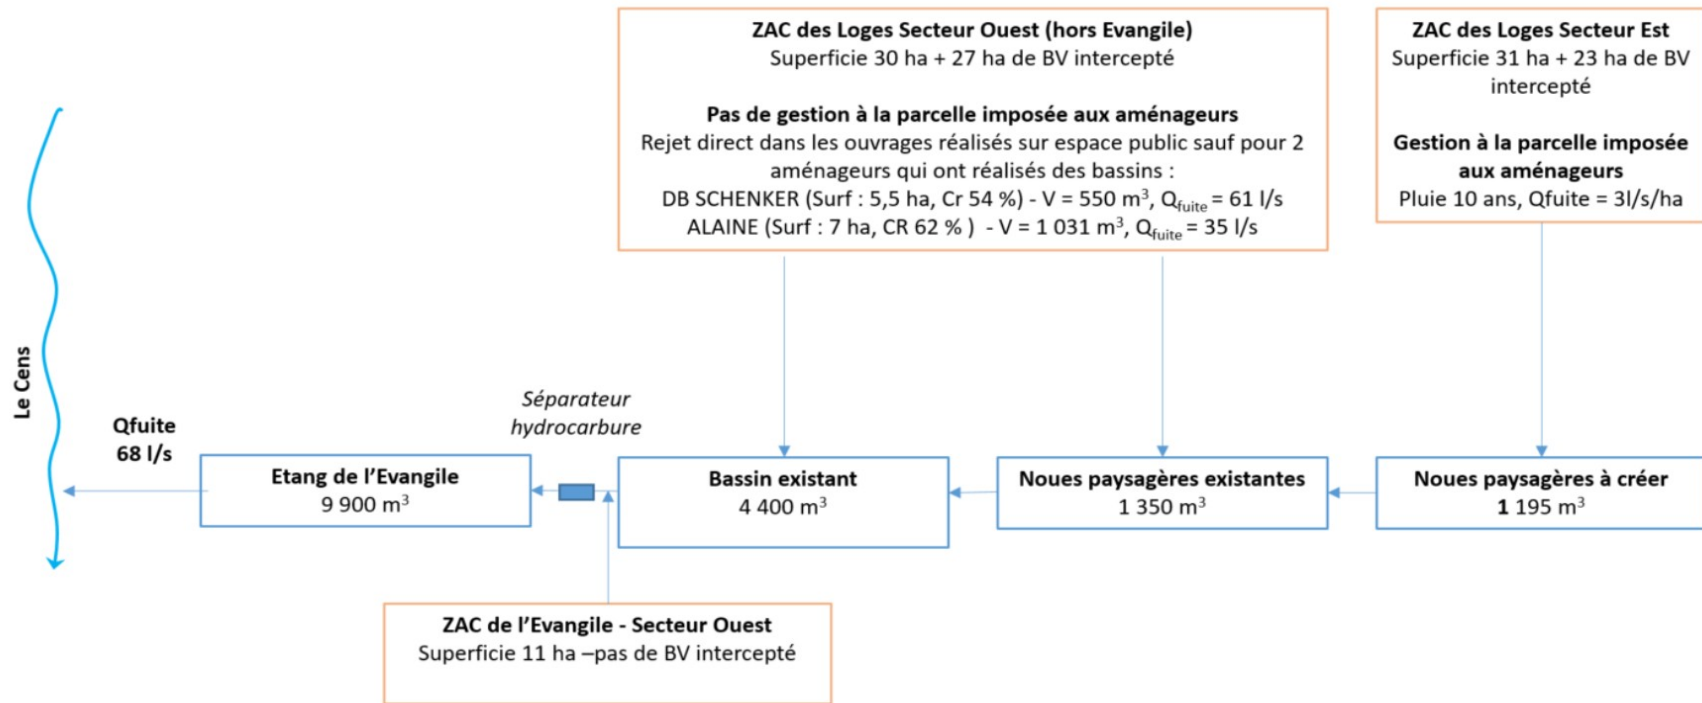 ZAC des Loges Secteur Ouest (hors Evangile)
Superficie 30 ha + 27 ha de BV intercepté
Pas de gestion à la parcelle imposée aux aménageurs
Rejet direct dans les ouvrages réalisés sur espace public sauf pour 2
aménageurs qui ont réalisés des bassins :
DB SCHENKER (Surf : 5,5 ha, Cr 54 %) - V = 550 m³, Qfuite = 61 l/s
ALAINE (Surf : 7 ha, CR 62 % ) - V = 1 031 m³, Qfuite = 35 l/s
ZAC des Loges Secteur Est
Superficie 31 ha + 23 ha de BV
intercepté
Gestion à la parcelle imposée
aux aménageurs
Pluie 10 ans, Qfuite = 3l/s/ha
Le Cens
Qfuite
68 l/s
Séparateur
hydrocarbure
Etang de l'Evangile
9 900 m³
Bassin existant
4 400 m³
Noues paysagères existantes
1 350 m³
Noues paysagères à créer
1 195 m³
ZAC de l'Evangile - Secteur Ouest
Superficie 11 ha –pas de BV intercepté